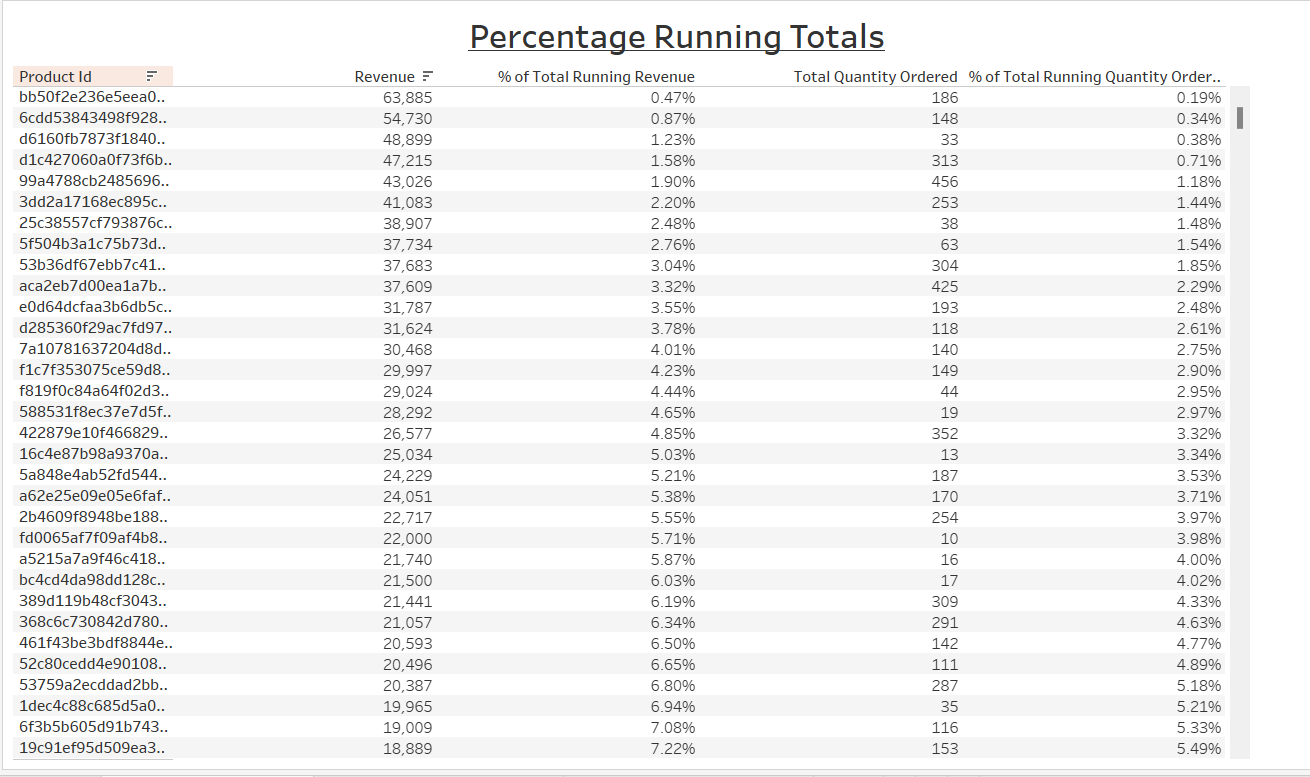 Percentage Running Totals
Product Id Revenue % of Total Running Revenue Total Quantity Ordered % of Total Running Quantity Order..
bb50f2e236e5eea0.. 63,885 0.47% 186 0.19%
6cdd53843498f928.. 54,730 0.87% 148 0.34%
d6160fb7873f1840.. 48,899 1.23% 33 0.38%
d1c427060a0f73f6b.. 47,215 1.58% 313 0.71%
99a4788cb2485696.. 43,026 1.90% 456 1.18%
3dd2a17168ec895c.. 41,083 2.20% 253 1.44%
25c38557cf793876c.. 38,907 2.48% 38 1.48%
5f504b3a1c75b73d.. 37,734 2.76% 63 1.54%
53b36df67ebb7c41.. 37,683 3.04% 304 1.85%
aca2eb7d00ea1a7b.. 37,609 3.32% 425 2.29%
e0d64dcfaa3b6db5c.. 31,787 3.55% 193 2.48%
d285360f29ac7fd97.. 31,624 3.78% 118 2.61%
7a10781637204d8d.. 30,468 4.01% 140 2.75%
f1c7f353075ce59d8.. 29,997 4.23% 149 2.90%
f819f0c84a64f02d3.. 29,024 4.44% 44 2.95%
588531f8ec37e7d5f.. 28,292 4.65% 19 2.97%
422879e10f466829.. 26,577 4.85% 352 3.32%
16c4e87b98a9370a.. 25,034 5.03% 13 3.34%
5a848e4ab52fd544.. 24,229 5.21% 187 3.53%
a62e25e09e05e6faf.. 24,051 5.38% 170 3.71%
2b4609f8948be188.. 22,717 5.55% 254 3.97%
fd0065af7f09af4b8.. 22,000 5.71% 10 3.98%
a5215a7a9f46c418.. 21,740 5.87% 16 4.00%
bc4cd4da98dd128c.. 21,500 6.03% 17 4.02%
389d119b48cf3043.. 21,441 6.19% 309 4.33%
368c6c730842d780.. 21,057 6.34% 291 4.63%
461f43be3bdf8844e.. 20,593 6.50% 142 4.77%
52c80cedd4e90108.. 20,496 6.65% 111 4.89%
53759a2ecddad2bb.. 20,387 6.80% 287 5.18%
1dec4c88c685d5a0.. 19,965 6.94% 35 5.21%
6f3b5b605d91b743.. 19,009 7.08% 116 5.33%
19c91ef95d509ea3.. 18,889 7.22% 153 5.49%